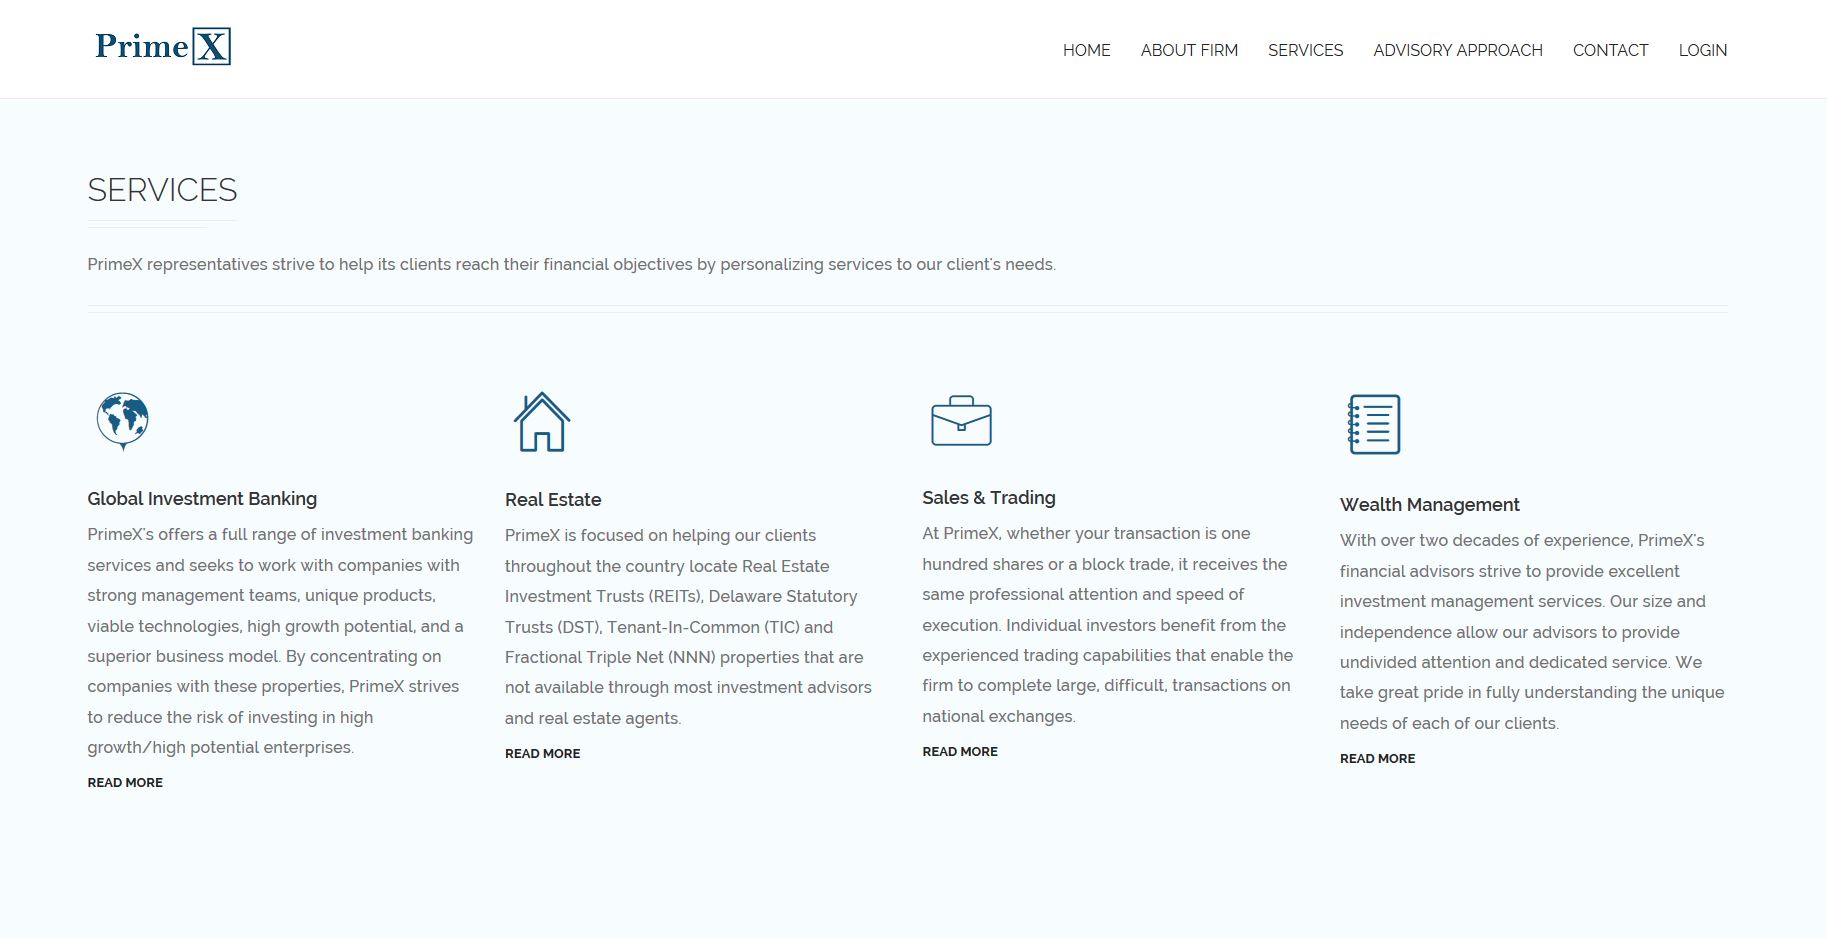 Prime X
HOME ABOUT FIRM SERVICES ADVISORY APPROACH CONTACT LOGIN
SERVICES
PrimeX representatives strive to help its clients reach their financial objectives by personalizing services to our client's needs.
Global Investment Banking
PrimeX's offers a full range of investment banking
services and seeks to work with companies with
strong management teams, unique products,
viable technologies, high growth potential, and a
superior business model. By concentrating on
companies with these properties, PrimeX strives
to reduce the risk of investing in high
growth/high potential enterprises.
READ MORE
Real Estate
PrimeX is focused on helping our clients
throughout the country locate Real Estate
Investment Trusts (REITs), Delaware Statutory
Trusts (DST), Tenant-In-Common (TIC) and
Fractional Triple Net (NNN) properties that are
not available through most investment advisors
and real estate agents.
READ MORE
Sales & Trading
At PrimeX, whether your transaction is one
hundred shares or a block trade, it receives the
same professional attention and speed of
execution. Individual investors benefit from the
experienced trading capabilities that enable the
firm to complete large, difficult, transactions on
national exchanges.
READ MORE
Wealth Management
With over two decades of experience, PrimeX's
financial advisors strive to provide excellent
investment management services. Our size and
independence allow our advisors to provide
undivided attention and dedicated service. We
take great pride in fully understanding the unique
needs of each of our clients.
READ MORE